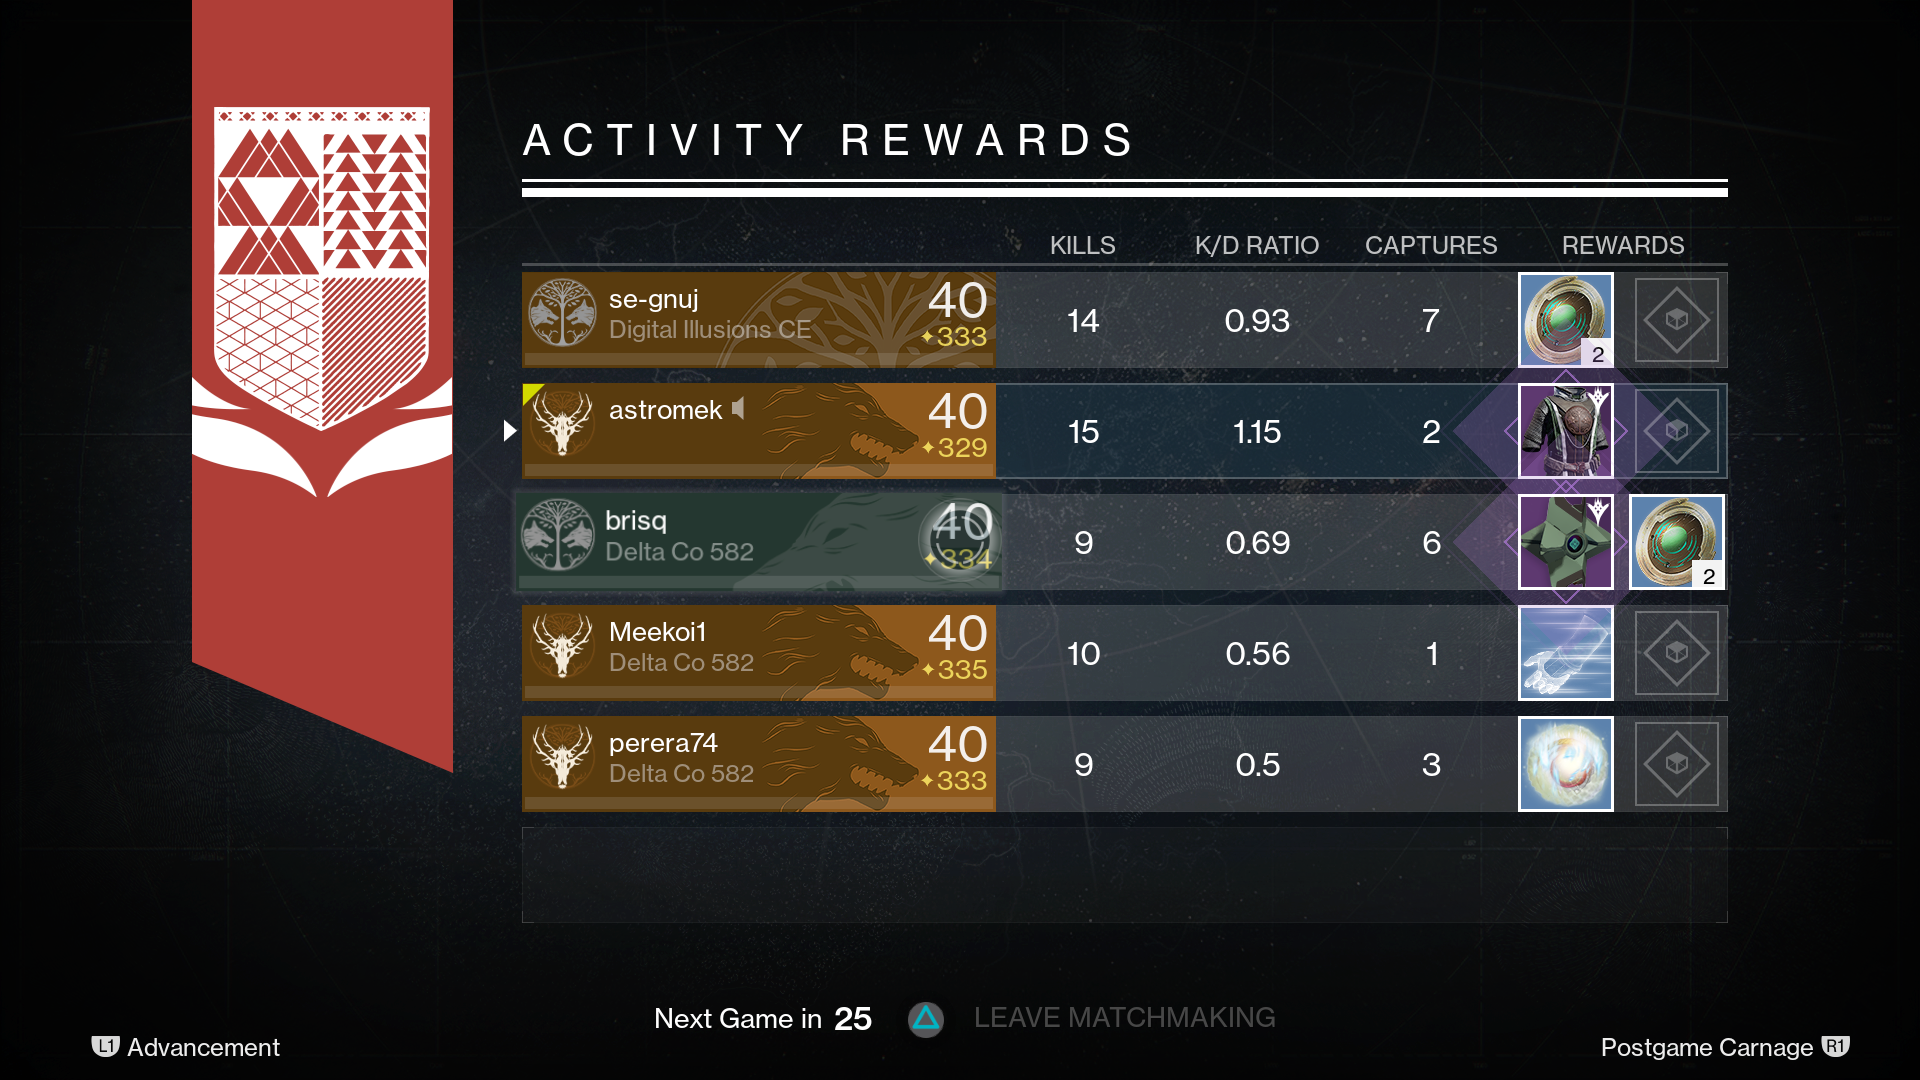 ACTIVITY REWARDS
KILLS K/D RATIO CAPTURES REWARDS
se-gnuj 40 14 0.93 7
Digital Illusions CE 333 2
astromek 40 15 1.15 2
329
brisq 40 9 0.69 6
Delta Co 582 334 2
Meekoi1 40 10 0.56 1
Delta Co 582 335
perera74 40 9 0.5 3
Delta Co 582 333
Next Game in 25 LEAVE MATCHMAKING
L1 Advancement Postgame Carnage R1